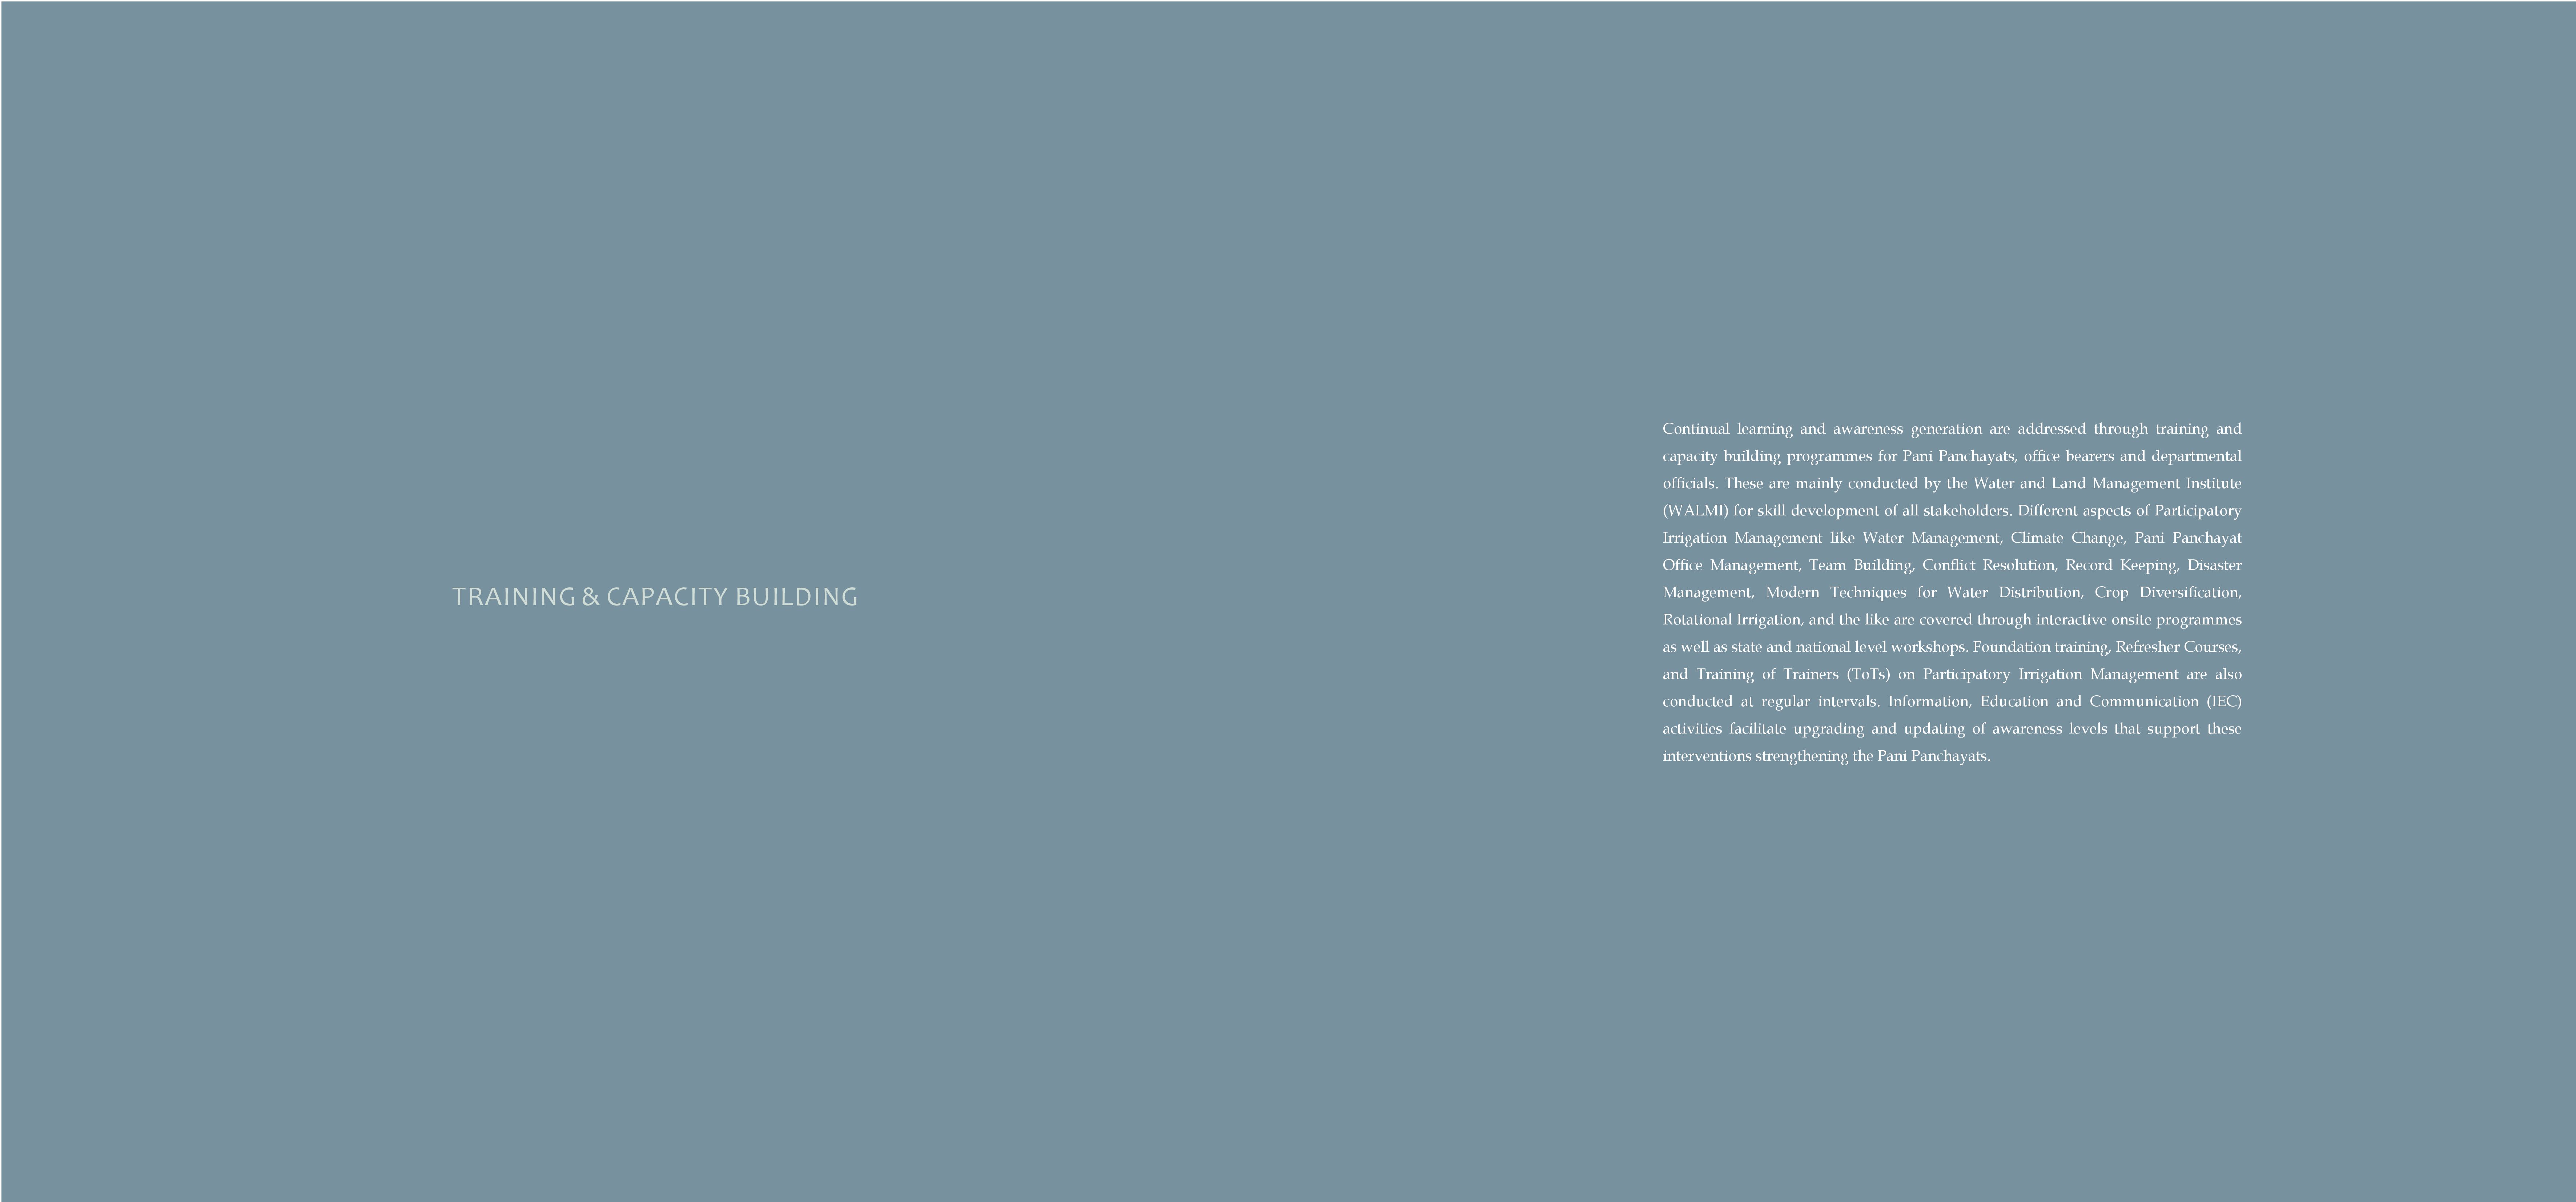 TRAINING & CAPACITY BUILDING
Continual learning and awareness generation are addressed through training and
capacity building programmes for Pani Panchayats, office bearers and departmental
officials. These are mainly conducted by the Water and Land Management Institute
(WALMI) for skill development of all stakeholders. Different aspects of Participatory
Irrigation Management like Water Management, Climate Change, Pani Panchayat
Office Management, Team Building, Conflict Resolution, Record Keeping, Disaster
Management, Modern Techniques for Water Distribution, Crop Diversification,
Rotational Irrigation, and the like are covered through interactive onsite programmes
as well as state and national level workshops. Foundation training, Refresher Courses,
and Training of Trainers (ToTs) on Participatory Irrigation Management are also
conducted at regular intervals. Information, Education and Communication (IEC)
activities facilitate upgrading and updating of awareness levels that support these
interventions strengthening the Pani Panchayats.